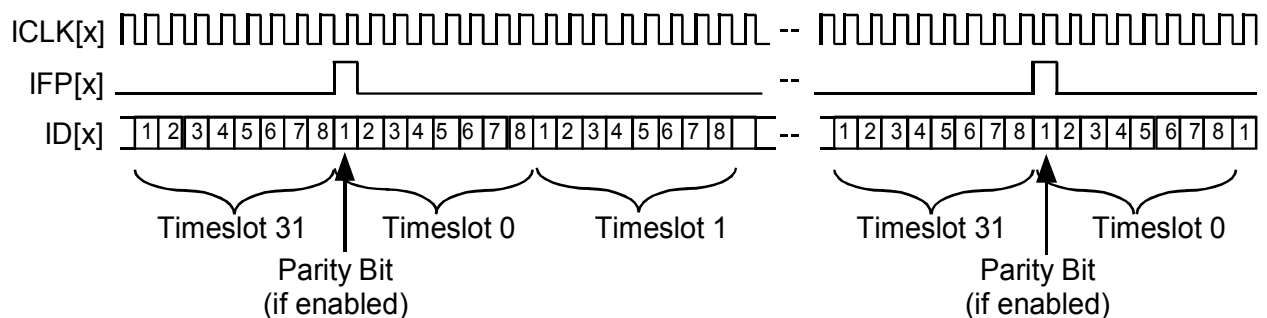 ICLK[x] --
IFP[x] --
ID[x] 1 2 3 4 5 6 7 8 1 2 3 4 5 6 7 8 1 2 3 4 5 6 7 8 -- 1 2 3 4 5 6 7 8 1 2 3 4 5 6 7 8 1
Timeslot 31 Timeslot 0 Timeslot 1 Timeslot 31 Timeslot 0
Parity Bit Parity Bit
(if enabled) (if enabled)